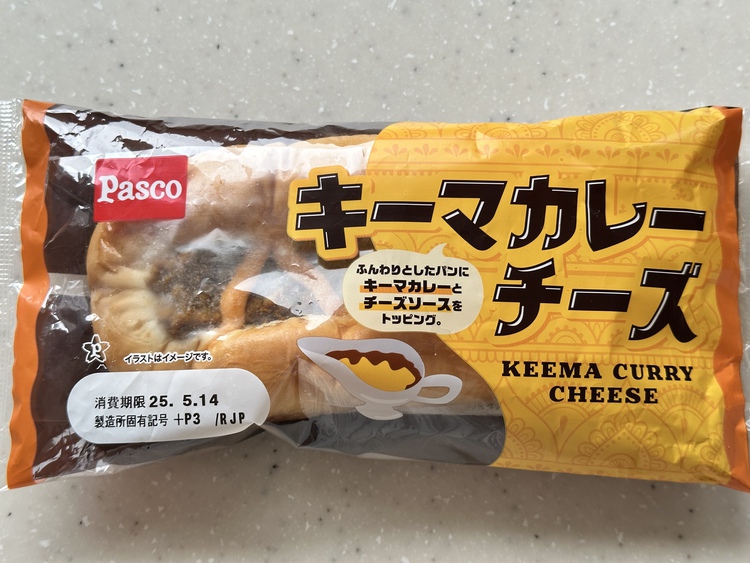 Pasco
キーマカレー
チーズ
ふんわりとしたパンに
キーマカレーと
チーズソースを
トッピング。
KEEMA CURRY
CHEESE
P
イラストはイメージです。
消費期限 25. 5.14
製造所固有記号 +P3 /RJP